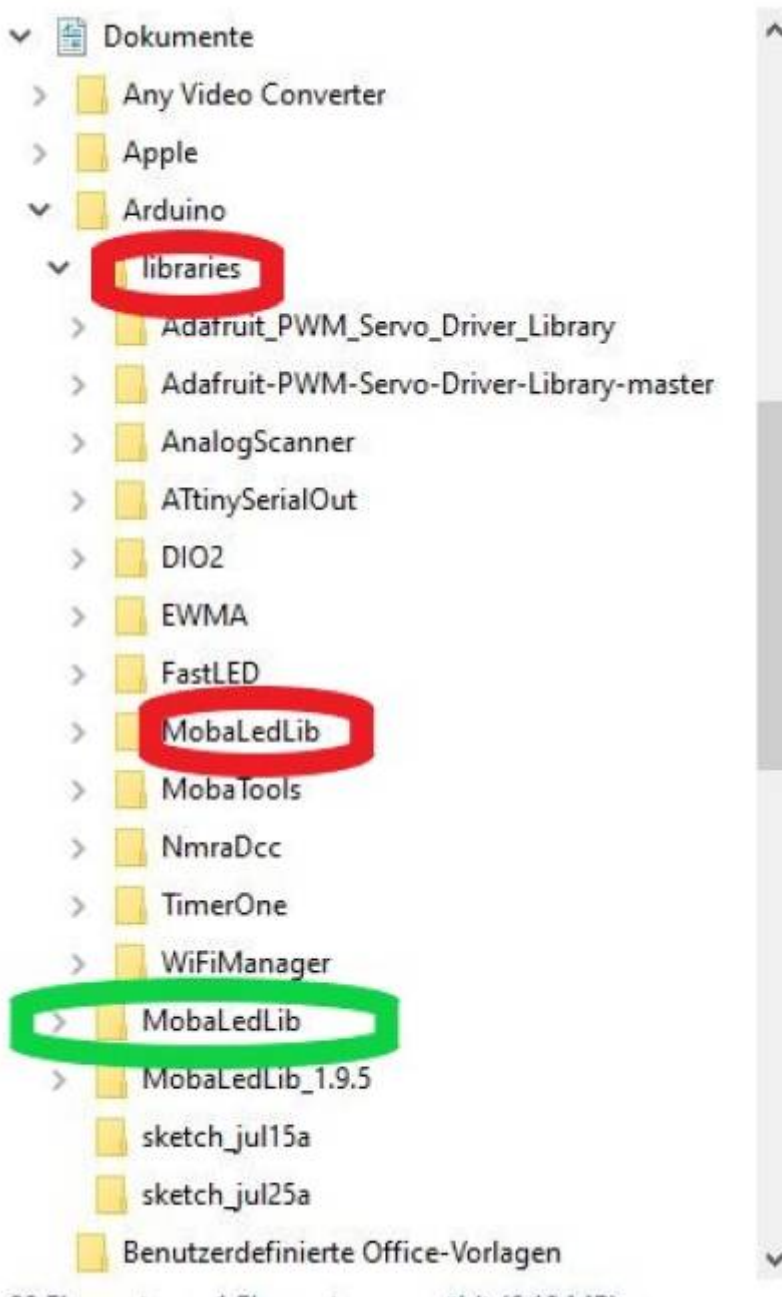 Dokumente
Any Video Converter
Apple
Arduino
libraries
Adafruit_PWM_Servo_Driver_Library
Adafruit-PWM-Servo-Driver-Library-master
AnalogScanner
ATtinySerialOut
DIO2
EWMA
FastLED
MobaLedLib
MobaTools
NmraDcc
TimerOne
WiFiManager
MobaLedLib
MobaLedLib_1.9.5
sketch_jul15a
sketch_jul25a
Benutzerdefinierte Office-Vorlagen